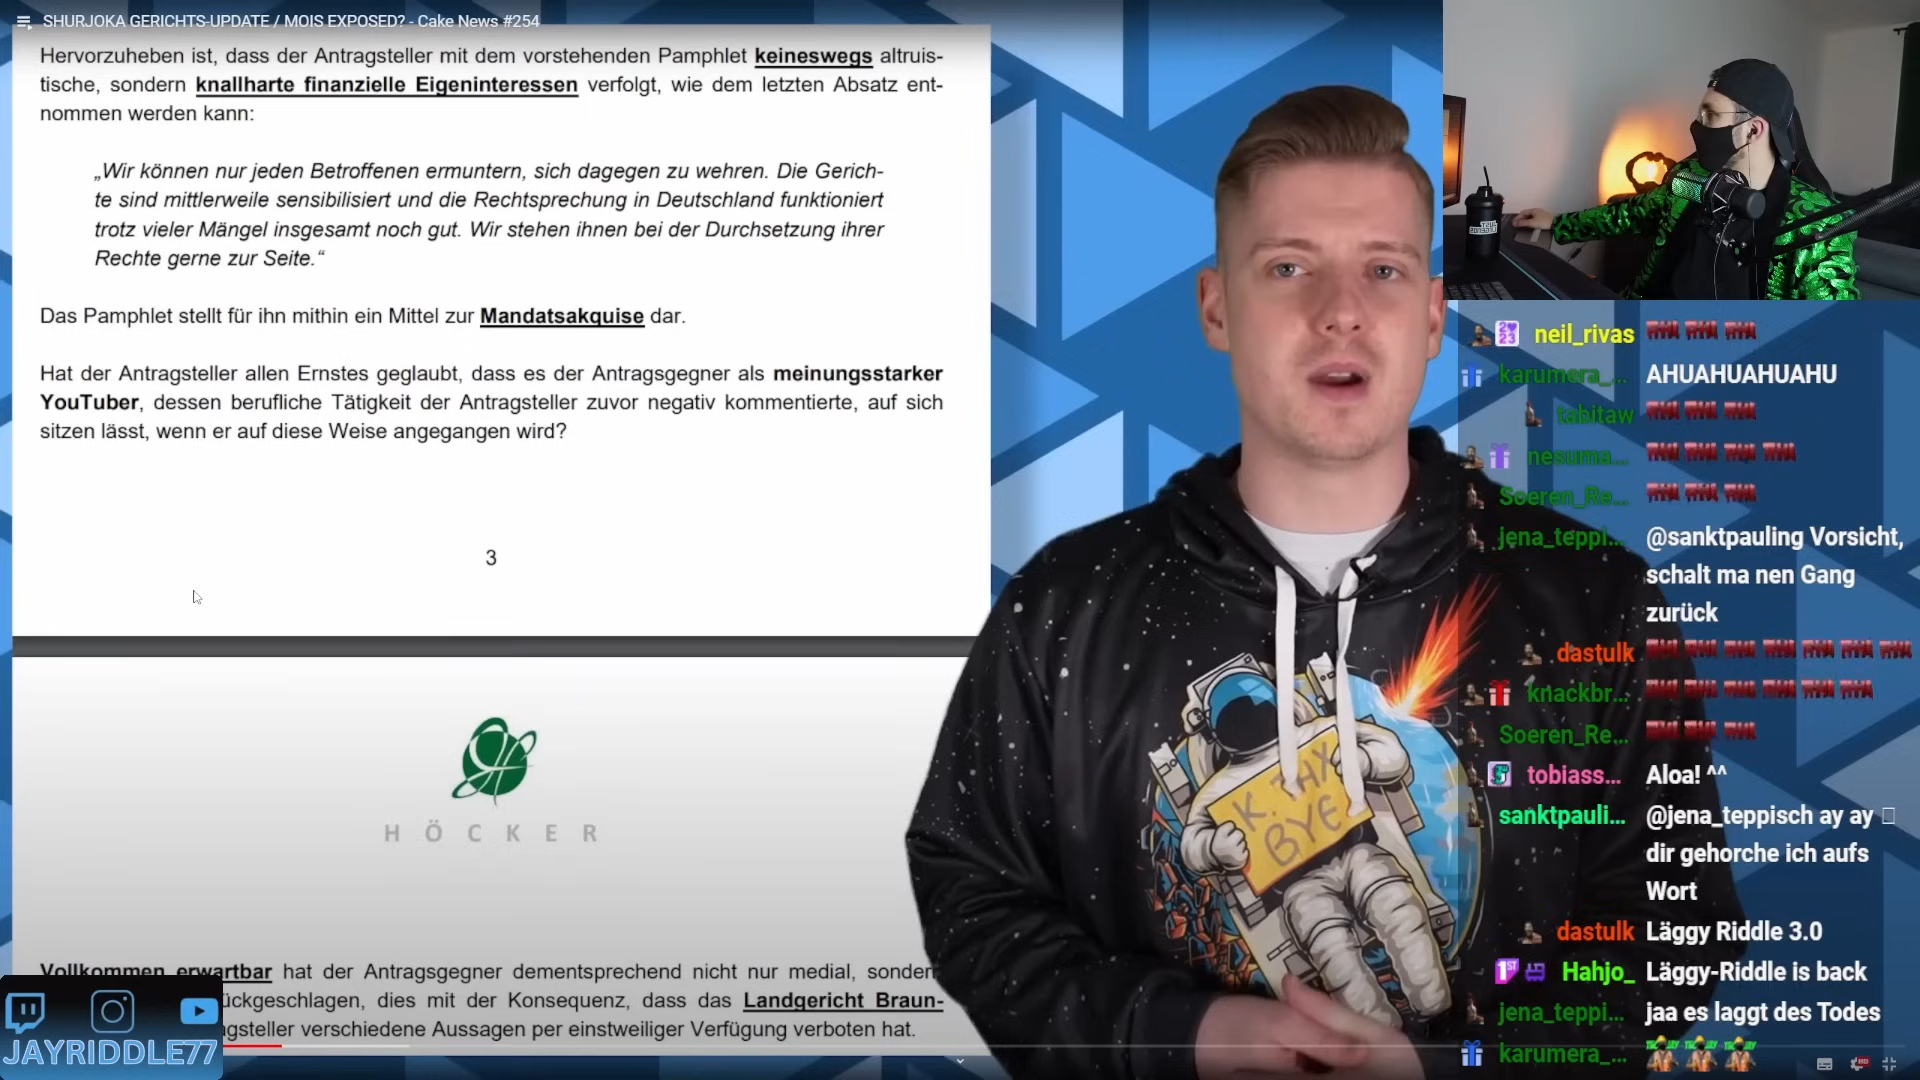 SHURJOKA GERICHTS-UPDATE / MOIS EXPOSED? - Cake News #254
Hervorzuheben ist, dass der Antragsteller mit dem vorstehenden Pamphlet keineswegs altruis-
tische, sondern knallharte finanzielle Eigeninteressen verfolgt, wie dem letzten Absatz ent-
nommen werden kann:
„Wir können nur jeden Betroffenen ermuntern, sich dagegen zu wehren. Die Gerich-
te sind mittlerweile sensibilisiert und die Rechtsprechung in Deutschland funktioniert
trotz vieler Mängel insgesamt noch gut. Wir stehen ihnen bei der Durchsetzung ihrer
Rechte gerne zur Seite.“
Das Pamphlet stellt für ihn mithin ein Mittel zur Mandatsakquise dar.
Hat der Antragsteller allen Ernstes geglaubt, dass es der Antragsgegner als meinungsstarker
YouTuber, dessen berufliche Tätigkeit der Antragsteller zuvor negativ kommentierte, auf sich
sitzen lässt, wenn er auf diese Weise angegangen wird?
3
HÖCKER
Vollkommen erwartbar hat der Antragsgegner dementsprechend nicht nur medial, sondern
ückgeschlagen, dies mit der Konsequenz, dass das Landgericht Braun-
gsteller verschiedene Aussagen per einstweiliger Verfügung verboten hat.
JAYRIDDLE77
K THX
BYE
neil_rivas
karumera_... AHUAHUAHUAHU
tabitaw
nesuma...
Soeren_Re...
jena_teppi... @sanktpauling Vorsicht,
schalt ma nen Gang
zurück
dastulk
knackbr...
Soeren_Re...
tobiass... Aloa! ^^
sanktpauli... @jena_teppisch ay ay
dir gehorche ich aufs
Wort
dastulk Läggy Riddle 3.0
1ST Hahjo_ Läggy-Riddle is back
jena_teppi... jaa es laggt des Todes
karumera_...